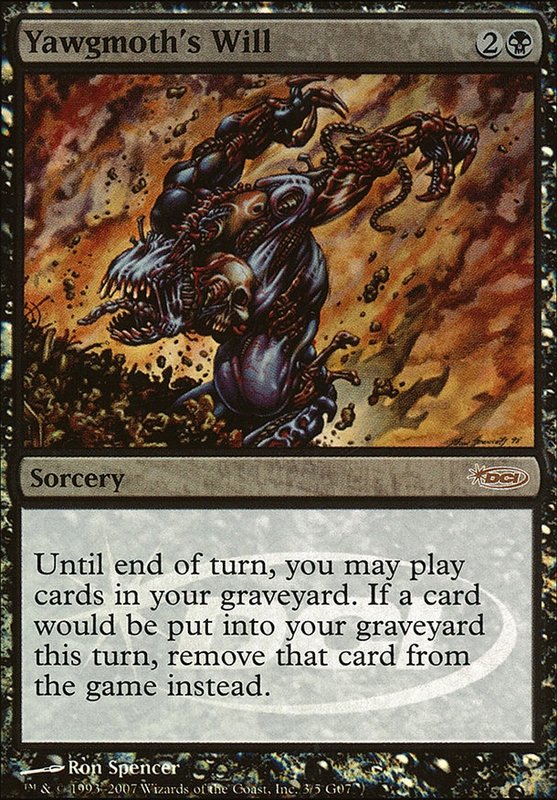 Yawgmoth's Will 2
Sorcery
DCI
Until end of turn, you may play
cards in your graveyard. If a card
would be put into your graveyard
this turn, remove that card from
the game instead.
Ron Spencer
™ & © 1993-2007 Wizards of the Coast, Inc. 3/5 G07